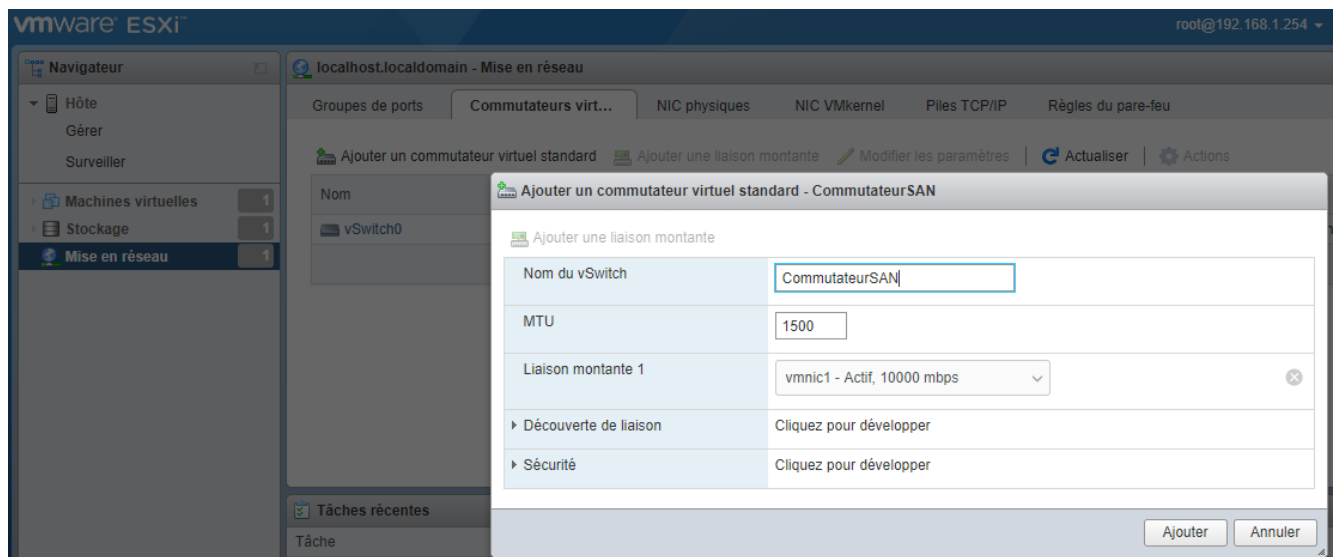 vmware ESXi™
root@192.168.1.254
Navigateur
localhost.localdomain - Mise en réseau
Hôte
Gérer
Surveiller
Machines virtuelles 1
Stockage 1
Mise en réseau 1
Groupes de ports Commutateurs virt... NIC physiques NIC VMkernel Piles TCP/IP Règles du pare-feu
Ajouter un commutateur virtuel standard Ajouter une liaison montante Modifier les paramètres Actualiser Actions
Nom
vSwitch0
Ajouter un commutateur virtuel standard - CommutateurSAN
Ajouter une liaison montante
Nom du vSwitch CommutateurSAN
MTU 1500
Liaison montante 1 vmnic1 - Actif, 10000 mbps
Découverte de liaison Cliquez pour développer
Sécurité Cliquez pour développer
Ajouter Annuler
Tâches récentes
Tâche